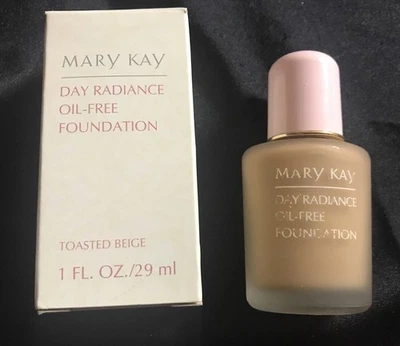 MARY KAY
DAY RADIANCE
OIL-FREE
FOUNDATION
TOASTED BEIGE
1 FL. OZ./29 ml
MARY KAY
DAY RADIANCE
OIL-FREE
FOUNDATION